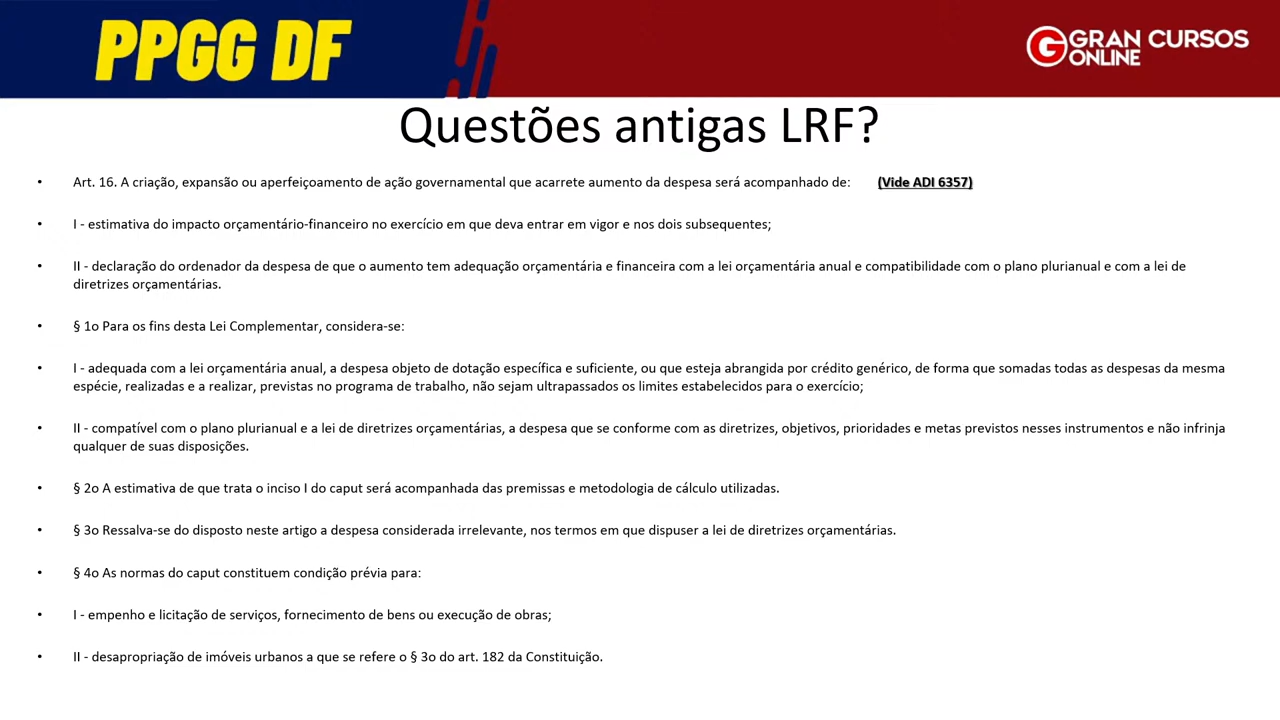 PPGG DF
GRAN CURSOS
ONLINE
Questões antigas LRF?
• Art. 16. A criação, expansão ou aperfeiçoamento de ação governamental que acarrete aumento da despesa será acompanhado de: (Vide ADI 6357)
• I - estimativa do impacto orçamentário-financeiro no exercício em que deva entrar em vigor e nos dois subsequentes;
• II - declaração do ordenador da despesa de que o aumento tem adequação orçamentária e financeira com a lei orçamentária anual e compatibilidade com o plano plurianual e com a lei de
diretrizes orçamentárias.
• § 1o Para os fins desta Lei Complementar, considera-se:
• I - adequada com a lei orçamentária anual, a despesa objeto de dotação específica e suficiente, ou que esteja abrangida por crédito genérico, de forma que somadas todas as despesas da mesma
espécie, realizadas e a realizar, previstas no programa de trabalho, não sejam ultrapassados os limites estabelecidos para o exercício;
• II - compatível com o plano plurianual e a lei de diretrizes orçamentárias, a despesa que se conforme com as diretrizes, objetivos, prioridades e metas previstos nesses instrumentos e não infrinja
qualquer de suas disposições.
• § 2o A estimativa de que trata o inciso I do caput será acompanhada das premissas e metodologia de cálculo utilizadas.
• § 3o Ressalva-se do disposto neste artigo a despesa considerada irrelevante, nos termos em que dispuser a lei de diretrizes orçamentárias.
• § 4o As normas do caput constituem condição prévia para:
• I - empenho e licitação de serviços, fornecimento de bens ou execução de obras;
• II - desapropriação de imóveis urbanos a que se refere o § 3o do art. 182 da Constituição.